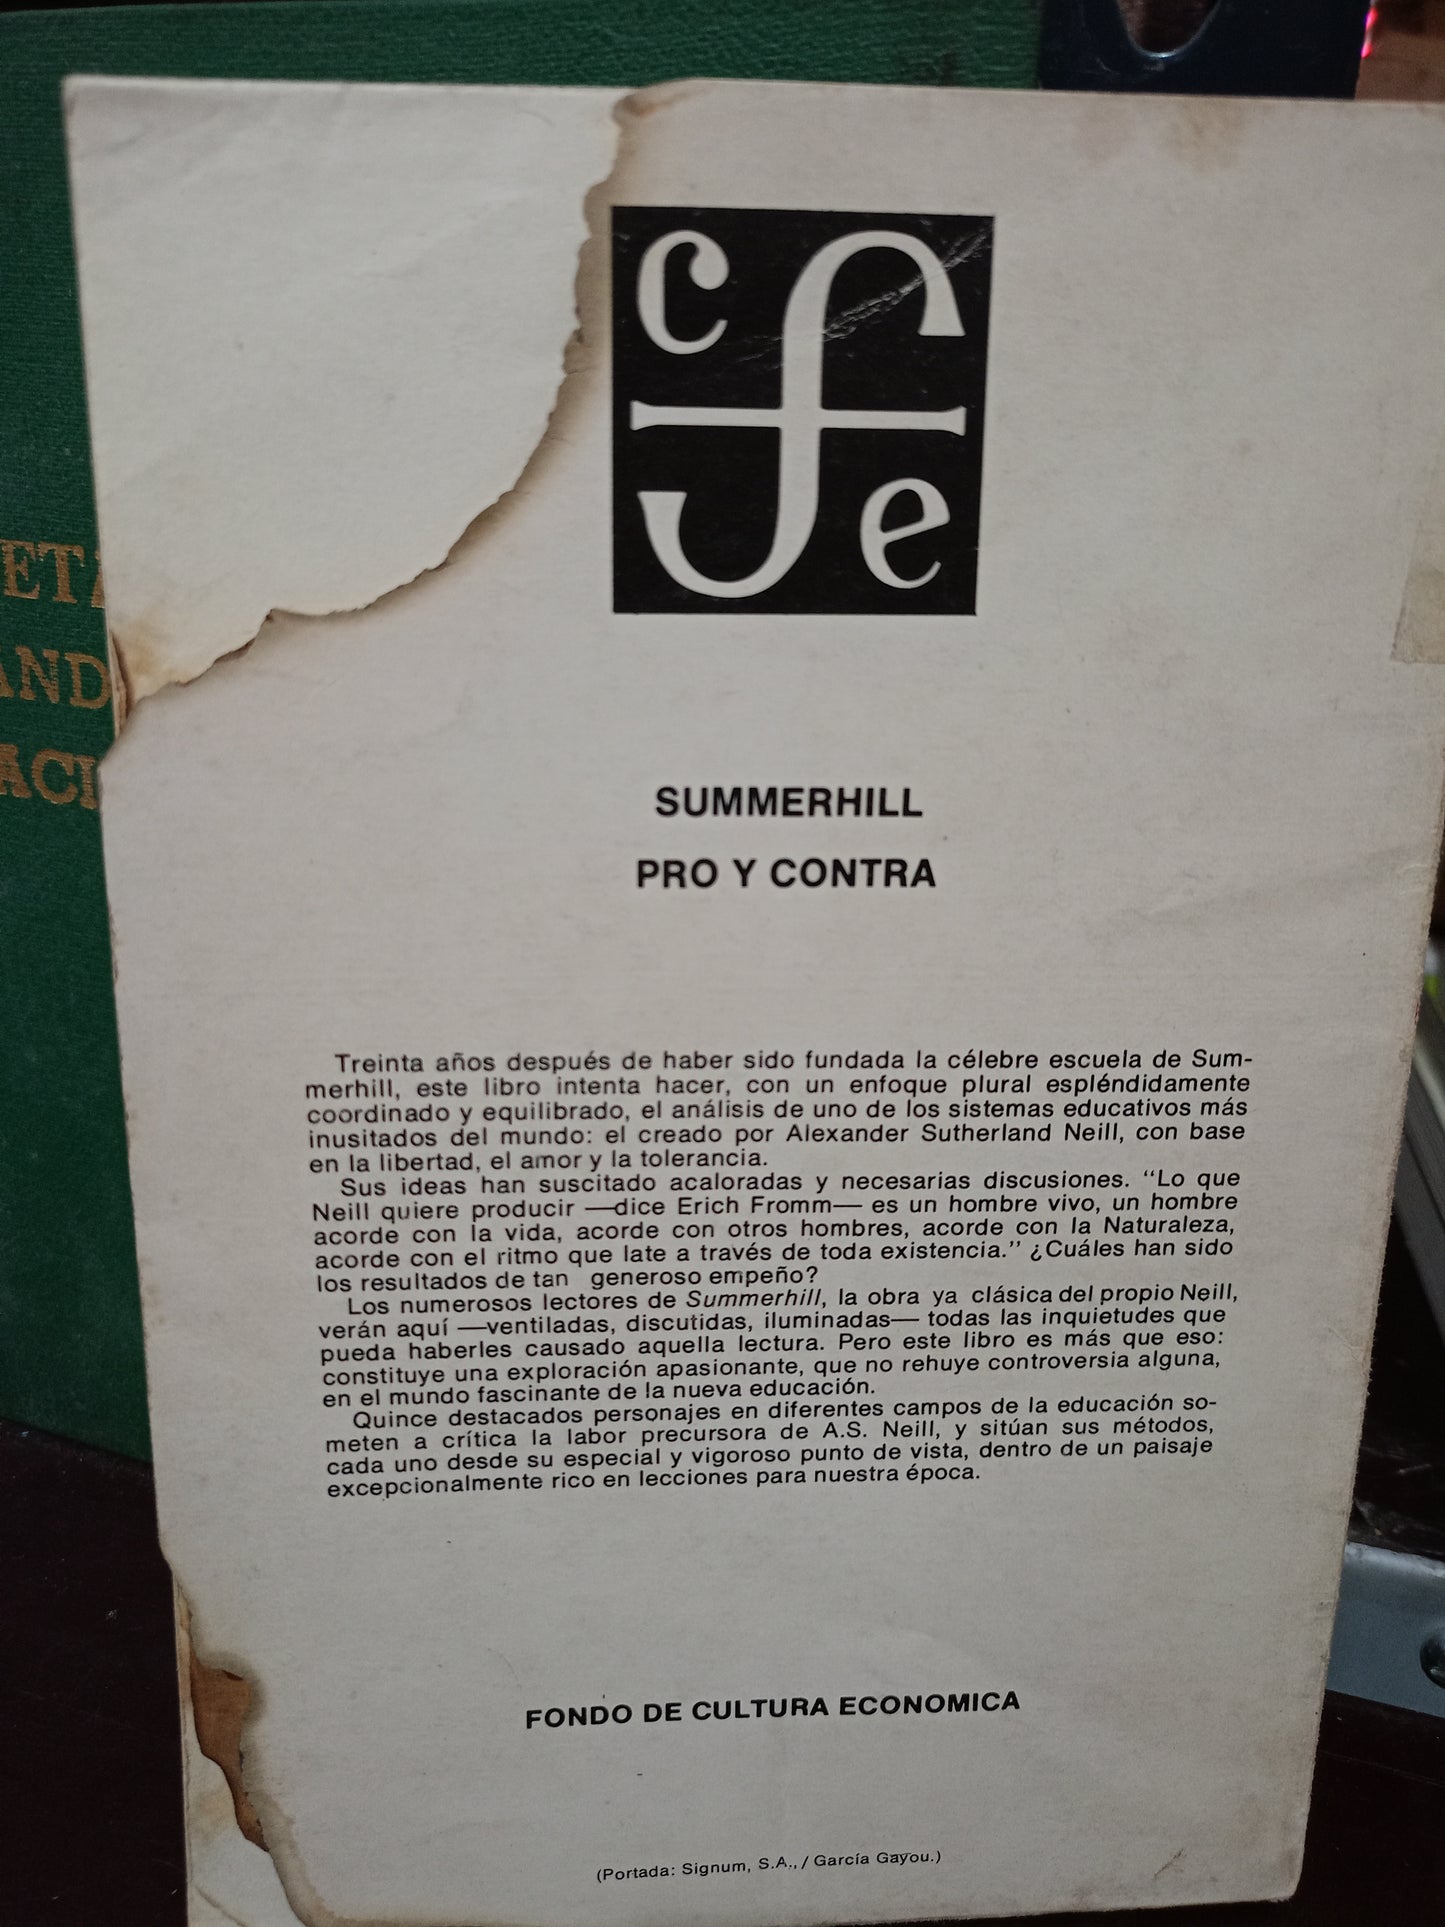 c f e
SUMMERHILL
PRO Y CONTRA
Treinta años después de haber sido fundada la célebre escuela de Sum-
merhill, este libro intenta hacer, con un enfoque plural espléndidamente
coordinado y equilibrado, el análisis de uno de los sistemas educativos más
inusitados del mundo: el creado por Alexander Sutherland Neill, con base
en la libertad, el amor y la tolerancia.
Sus ideas han suscitado acaloradas y necesarias discusiones. "Lo que
Neill quiere producir —dice Erich Fromm— es un hombre vivo, un hombre
acorde con la vida, acorde con otros hombres, acorde con la Naturaleza,
acorde con el ritmo que late a través de toda existencia." ¿Cuáles han sido
los resultados de tan generoso empeño?
Los numerosos lectores de Summerhill, la obra ya clásica del propio Neill,
verán aquí —ventiladas, discutidas, iluminadas— todas las inquietudes que
pueda haberles causado aquella lectura. Pero este libro es más que eso:
constituye una exploración apasionante, que no rehuye controversia alguna,
en el mundo fascinante de la nueva educación.
Quince destacados personajes en diferentes campos de la educación so-
meten a crítica la labor precursora de A.S. Neill, y sitúan sus métodos,
cada uno desde su especial y vigoroso punto de vista, dentro de un paisaje
excepcionalmente rico en lecciones para nuestra época.
FONDO DE CULTURA ECONOMICA
(Portada: Signum, S.A., / García Gayou.)
ETA
AND
ACI